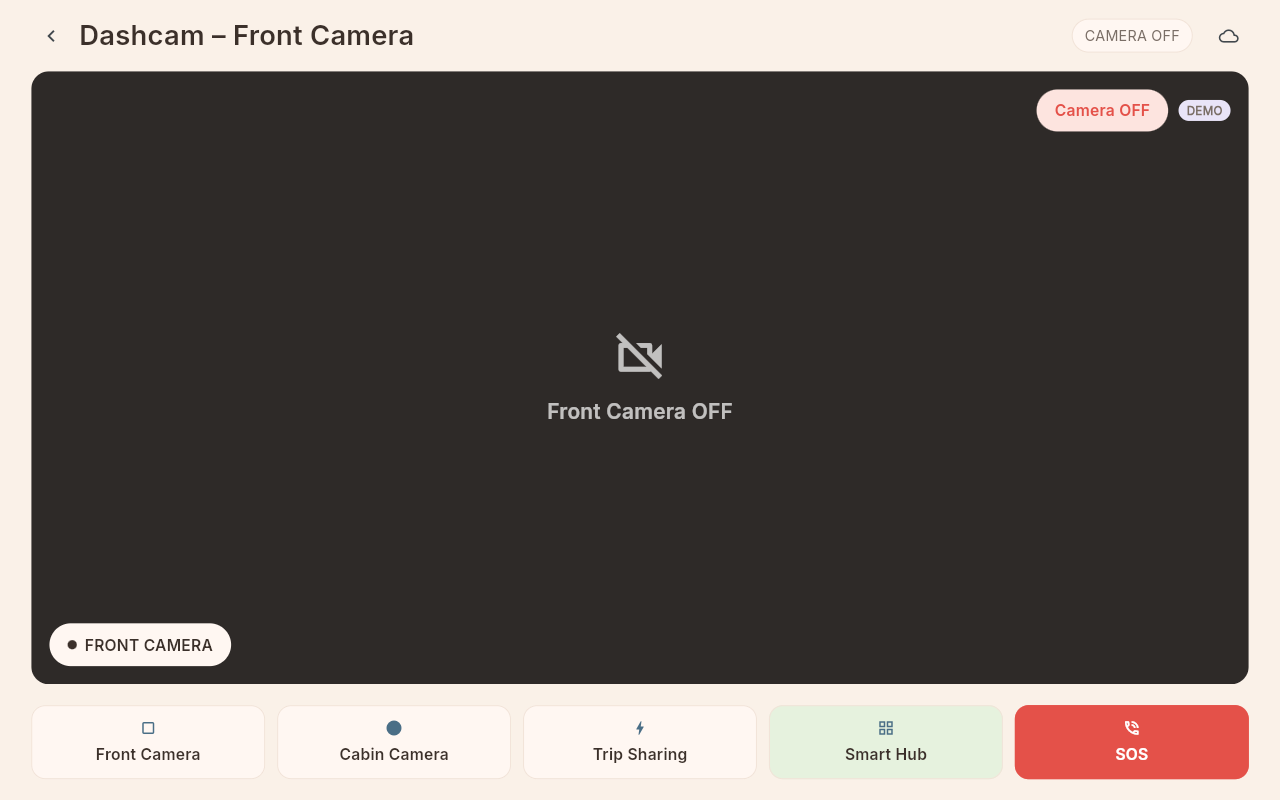 Dashcam – Front Camera
CAMERA OFF
Camera OFF
DEMO
Front Camera OFF
FRONT CAMERA
Front Camera
Cabin Camera
Trip Sharing
Smart Hub
SOS